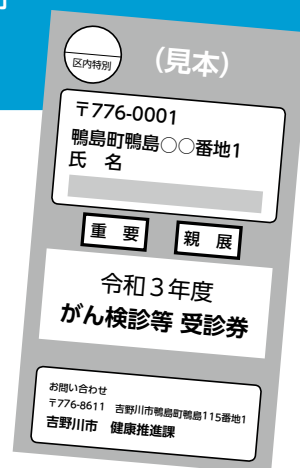 区内特別
（見本）
〒776-0001
鴨島町鴨島○○番地1
氏　名
重　要
親　展
令和３年度
がん検診等 受診券
お問い合わせ
〒776-8611　吉野川市鴨島町鴨島115番地1
吉野川市　健康推進課